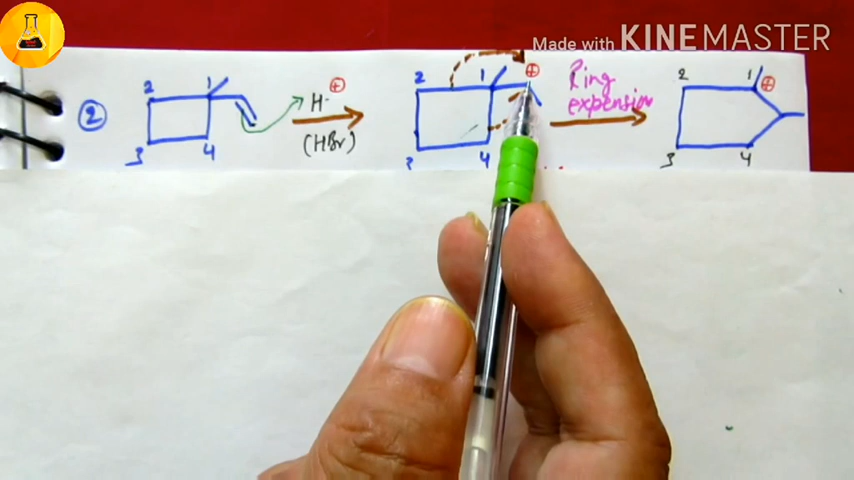 Made with KINEMASTER
2 1 H ⊕ 2 1 ⊕ Ring 2 1 ⊕
② expension
3 4 (HBr) 3 4 3 4